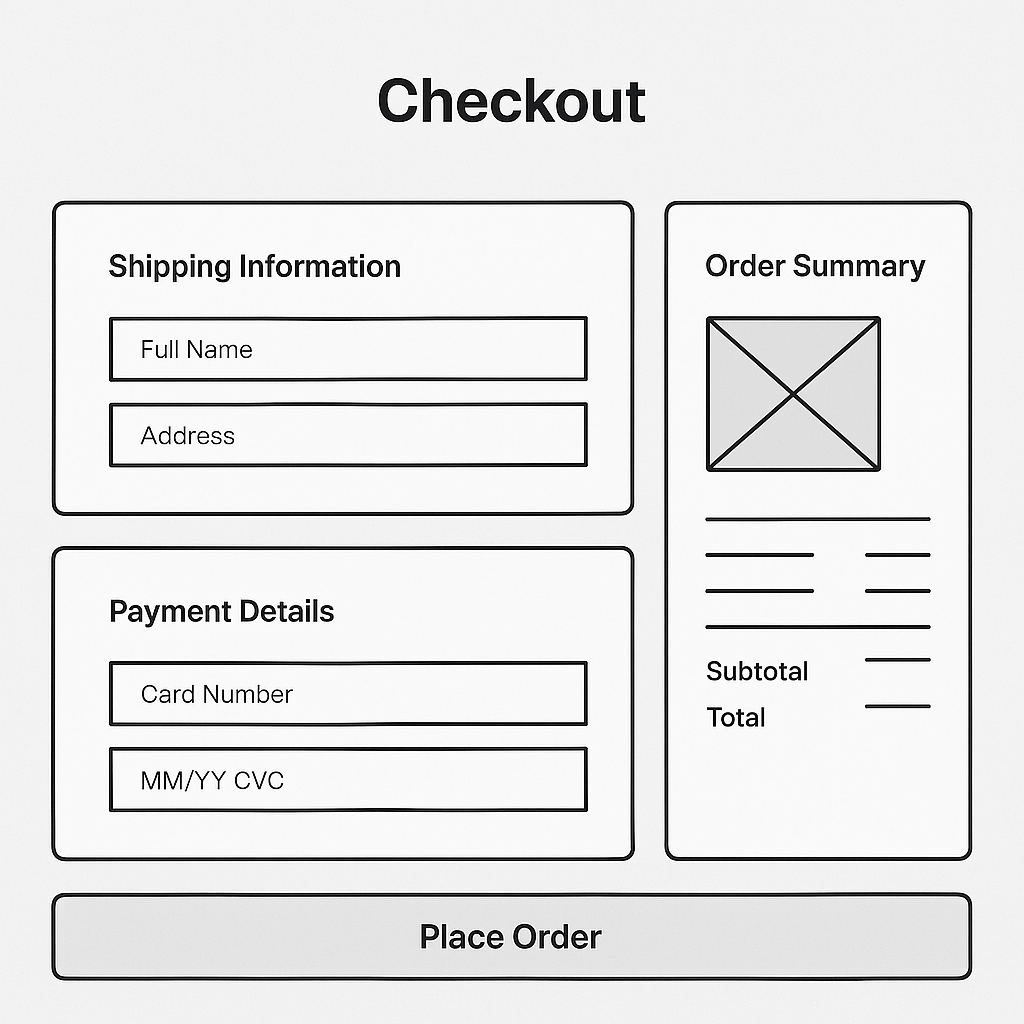 Checkout
Shipping Information
Full Name
Address
Payment Details
Card Number
MM/YY CVC
Order Summary
Subtotal
Total
Place Order